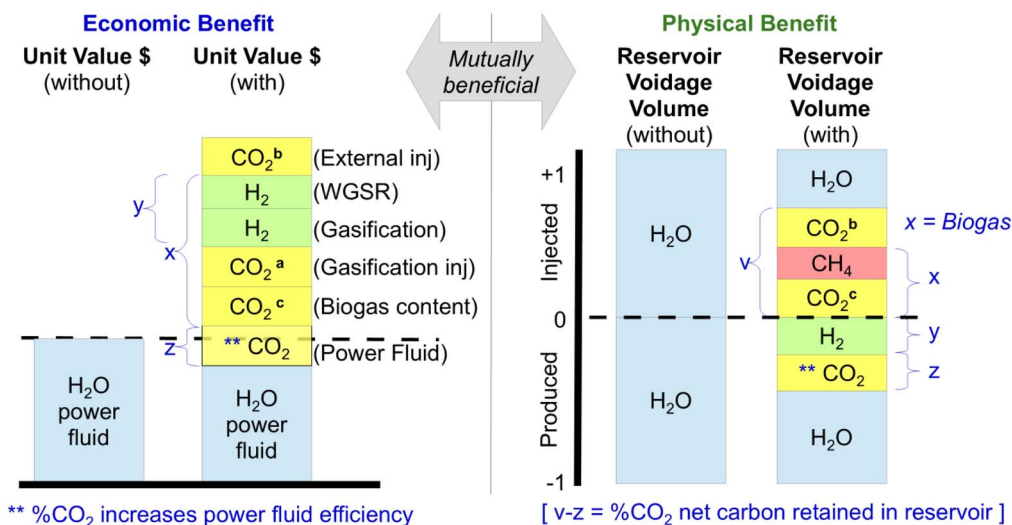 Economic Benefit
Unit Value $
(without)
Unit Value $
(with)
Mutually
beneficial
Physical Benefit
Reservoir
Voidage
Volume
(without)
Reservoir
Voidage
Volume
(with)
CO₂ᵇ (External inj)
H₂ (WGSR)
y
H₂ (Gasification)
x
CO₂ᵃ (Gasification inj)
CO₂ᶜ (Biogas content)
z
** CO₂ (Power Fluid)
H₂O
power
fluid
H₂O
power
fluid
** %CO₂ increases power fluid efficiency
+1
Injected
0
Produced
-1
H₂O
H₂O
H₂O
CO₂ᵇ
x = Biogas
v
CH₄
x
CO₂ᶜ
H₂
y
** CO₂
z
H₂O
[ v-z = %CO₂ net carbon retained in reservoir ]